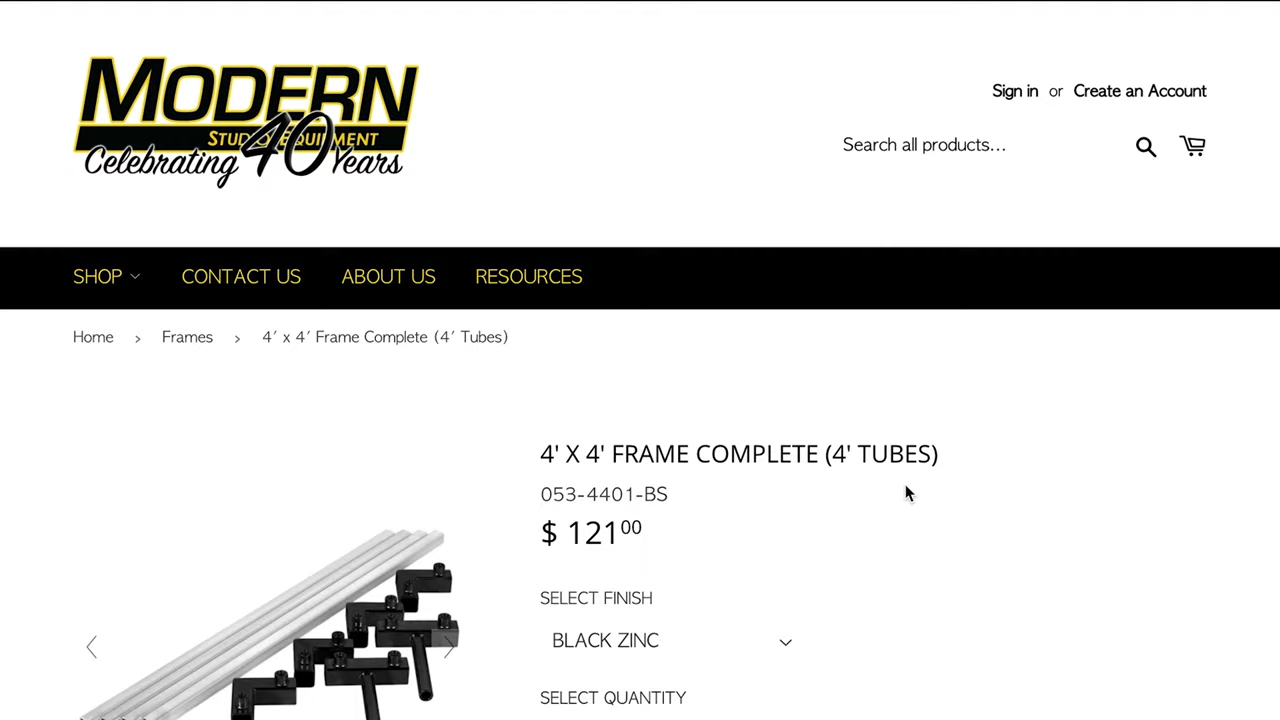 MODERN
STUDIO EQUIPMENT
Celebrating 40 Years
Sign in or Create an Account
Search all products...
SHOP CONTACT US ABOUT US RESOURCES
Home › Frames › 4′ x 4′ Frame Complete (4′ Tubes)
4' X 4' FRAME COMPLETE (4' TUBES)
053-4401-BS
$ 12100
SELECT FINISH
BLACK ZINC
SELECT QUANTITY